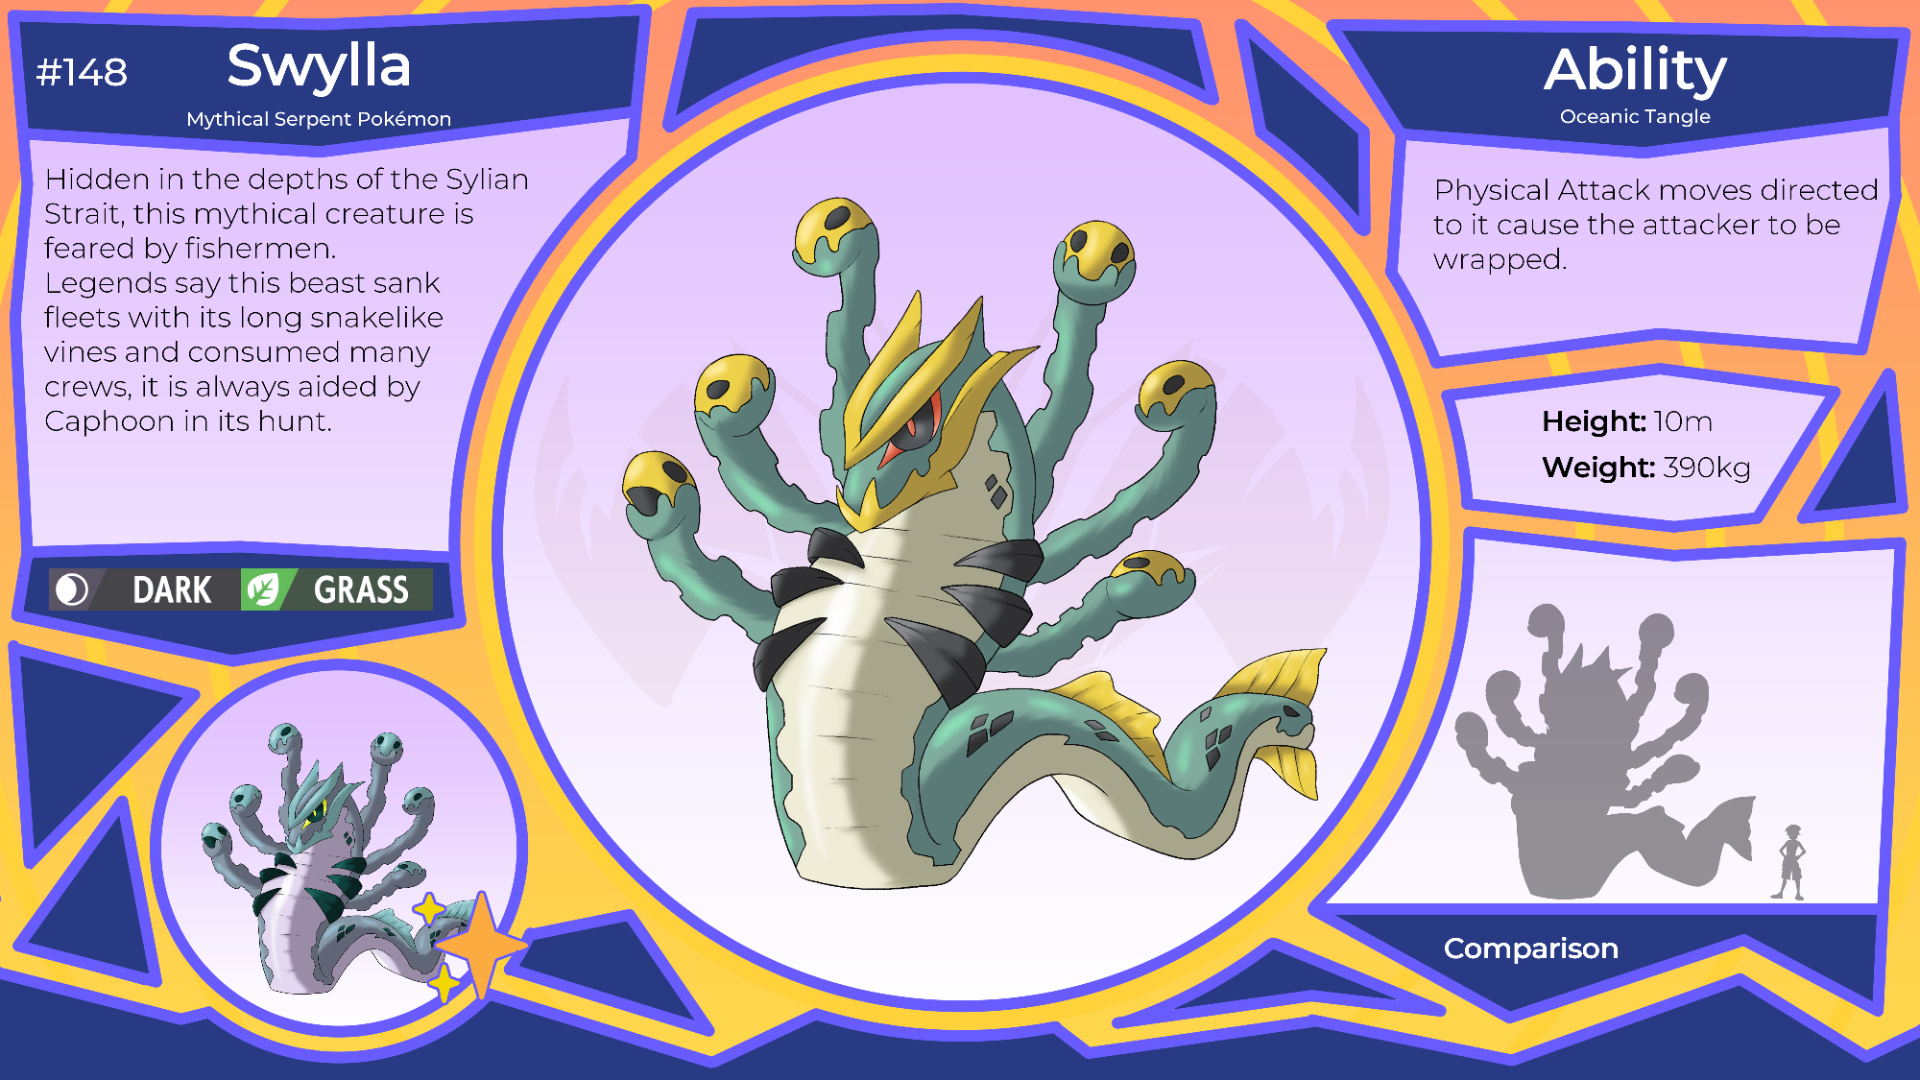 #148
Swylla
Mythical Serpent Pokémon
Hidden in the depths of the Sylian
Strait, this mythical creature is
feared by fishermen.
Legends say this beast sank
fleets with its long snakelike
vines and consumed many
crews, it is always aided by
Caphoon in its hunt.
DARK
GRASS
Ability
Oceanic Tangle
Physical Attack moves directed
to it cause the attacker to be
wrapped.
Height: 10m
Weight: 390kg
Comparison